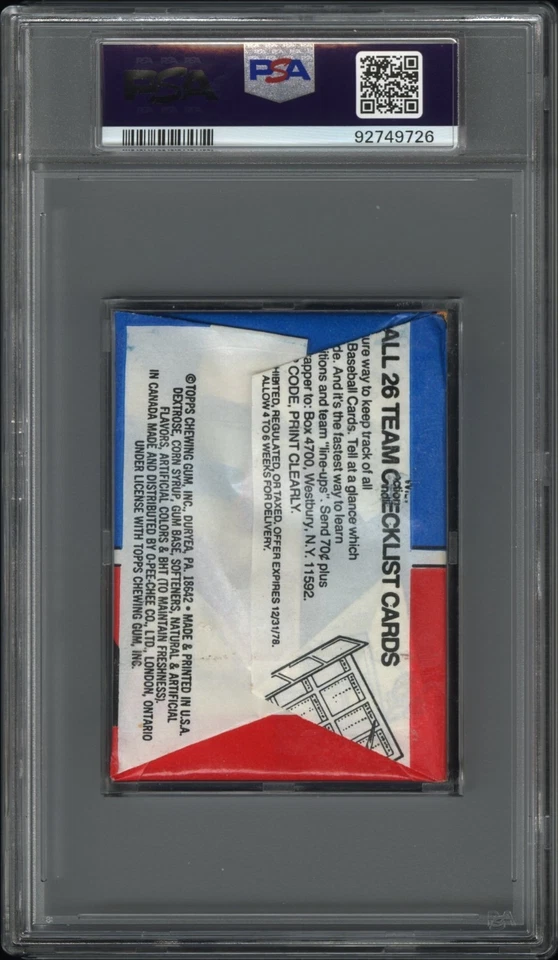 PSA
PSA
92749726
ALL 26 TEAM CHECKLIST CARDS
ure way to keep track of all
Baseball Cards. Tell at a glance which
de. And it's the fastest way to learn
itions and team "line-ups". Send 70¢ plus
apper to: Box 4700, Westbury, N.Y. 11592.
CODE, PRINT CLEARLY.
HIBITED, REGULATED, OR TAXED. OFFER EXPIRES 12/31/78.
ALLOW 4 TO 6 WEEKS FOR DELIVERY.
©TOPPS CHEWING GUM, INC., DURYEA, PA. 18642 • MADE & PRINTED IN U.S.A.
DEXTROSE, CORN SYRUP, GUM BASE, SOFTENERS, NATURAL & ARTIFICIAL
FLAVORS, ARTIFICIAL COLORS & BHT (TO MAINTAIN FRESHNESS).
IN CANADA MADE AND DISTRIBUTED BY O-PEE-CHEE CO., LTD., LONDON, ONTARIO
UNDER LICENSE WITH TOPPS CHEWING GUM, INC.
PSA